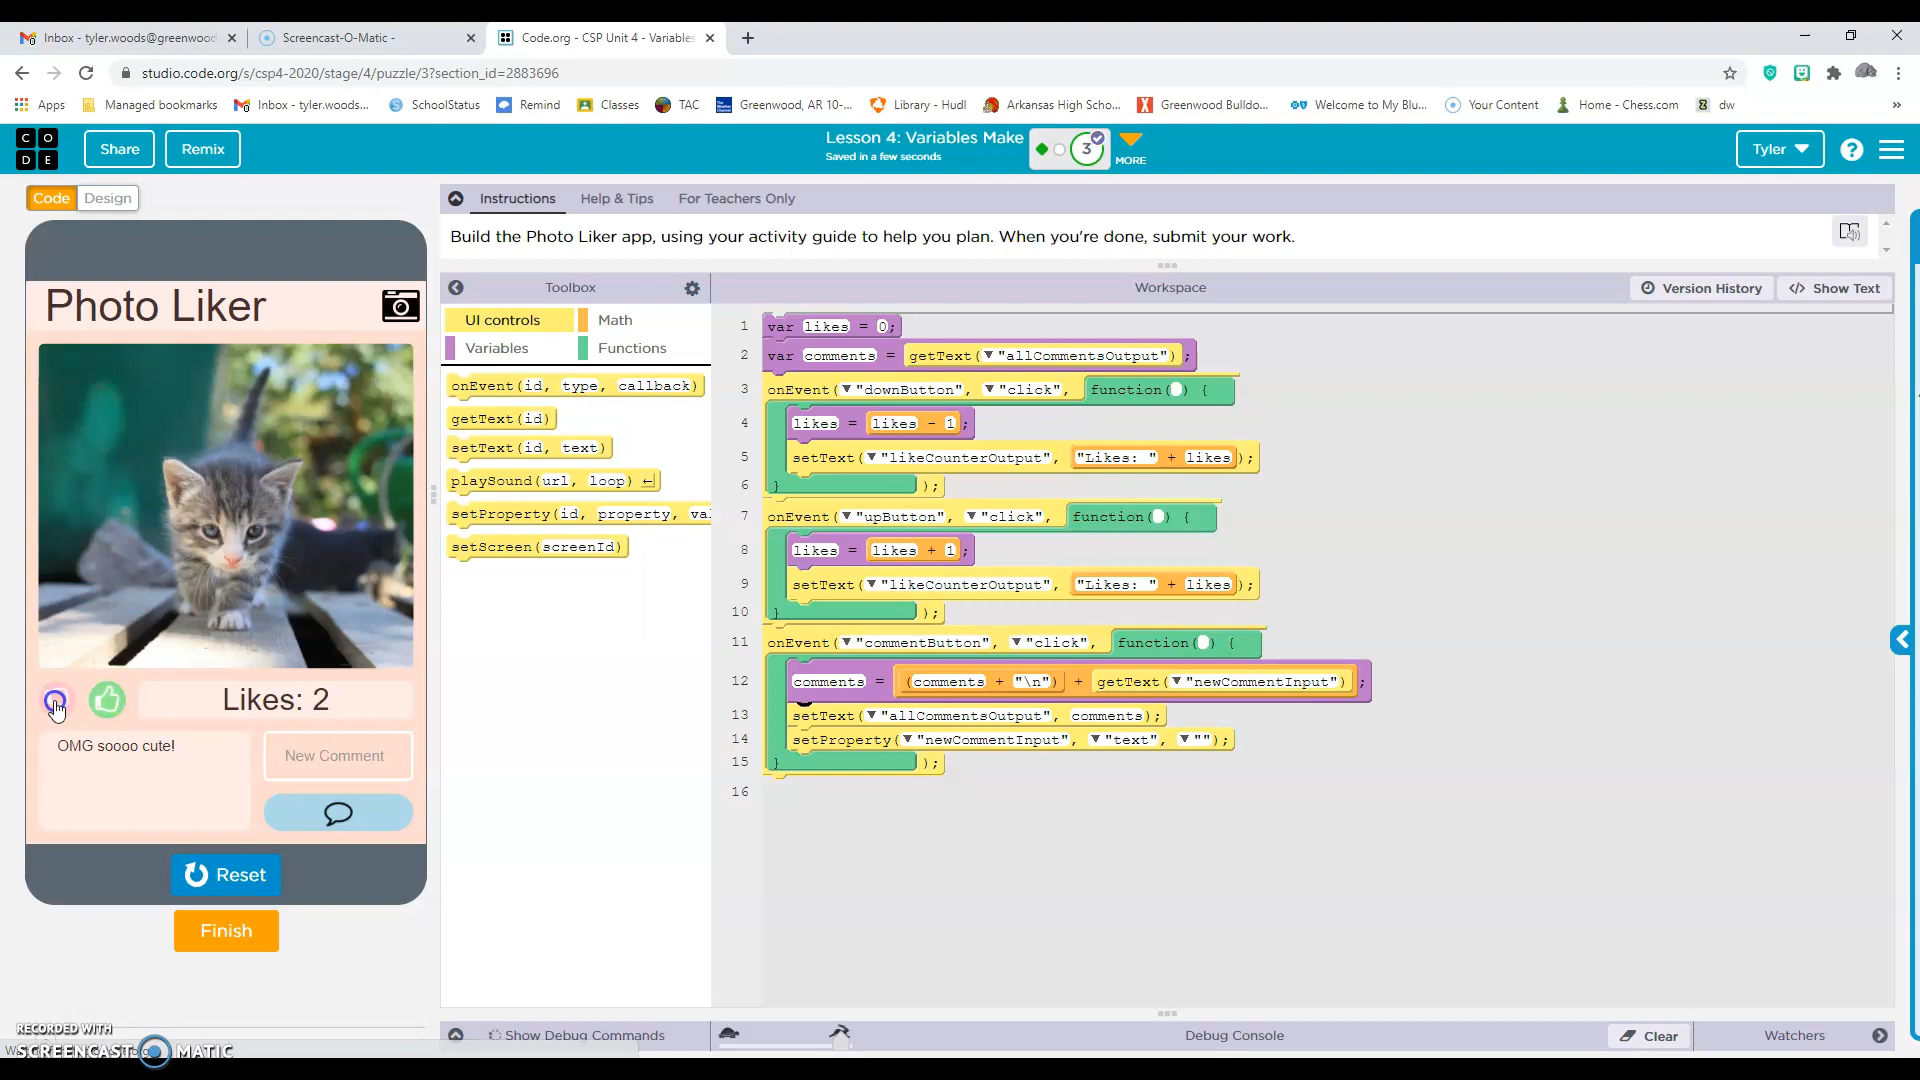 Inbox - tyler.woods@greenwood
Screencast-O-Matic -
Code.org - CSP Unit 4 - Variables
studio.code.org/s/csp4-2020/stage/4/puzzle/3?section_id=2883696
Apps
Managed bookmarks
Inbox - tyler.woods...
SchoolStatus
Remind
Classes
TAC
Greenwood, AR 10-...
Library - Hudl
Arkansas High Scho...
Greenwood Bulldo...
Welcome to My Blu...
Your Content
Home - Chess.com
dw
»
C O
D E
Share
Remix
Lesson 4: Variables Make
Saved in a few seconds
3
MORE
Tyler
?
Code
Design
Instructions
Help & Tips
For Teachers Only
Build the Photo Liker app, using your activity guide to help you plan. When you're done, submit your work.
Photo Liker
Likes: 2
OMG soooo cute!
New Comment
Reset
Finish
Toolbox
UI controls
Math
Variables
Functions
onEvent(id, type, callback)
getText(id)
setText(id, text)
playSound(url, loop)
setProperty(id, property, val
setScreen(screenId)
Workspace
Version History
</> Show Text
1 var likes = 0;
2 var comments = getText("allCommentsOutput");
3 onEvent("downButton", "click", function() {
4 likes = likes - 1;
5 setText("likeCounterOutput", "Likes: " + likes);
6 });
7 onEvent("upButton", "click", function() {
8 likes = likes + 1;
9 setText("likeCounterOutput", "Likes: " + likes);
10 });
11 onEvent("commentButton", "click", function() {
12 comments = (comments + "\n") + getText("newCommentInput");
13 setText("allCommentsOutput", comments);
14 setProperty("newCommentInput", "text", "");
15 });
16
Show Debug Commands
Debug Console
Clear
Watchers
RECORDED WITH
SCREENCAST MATIC